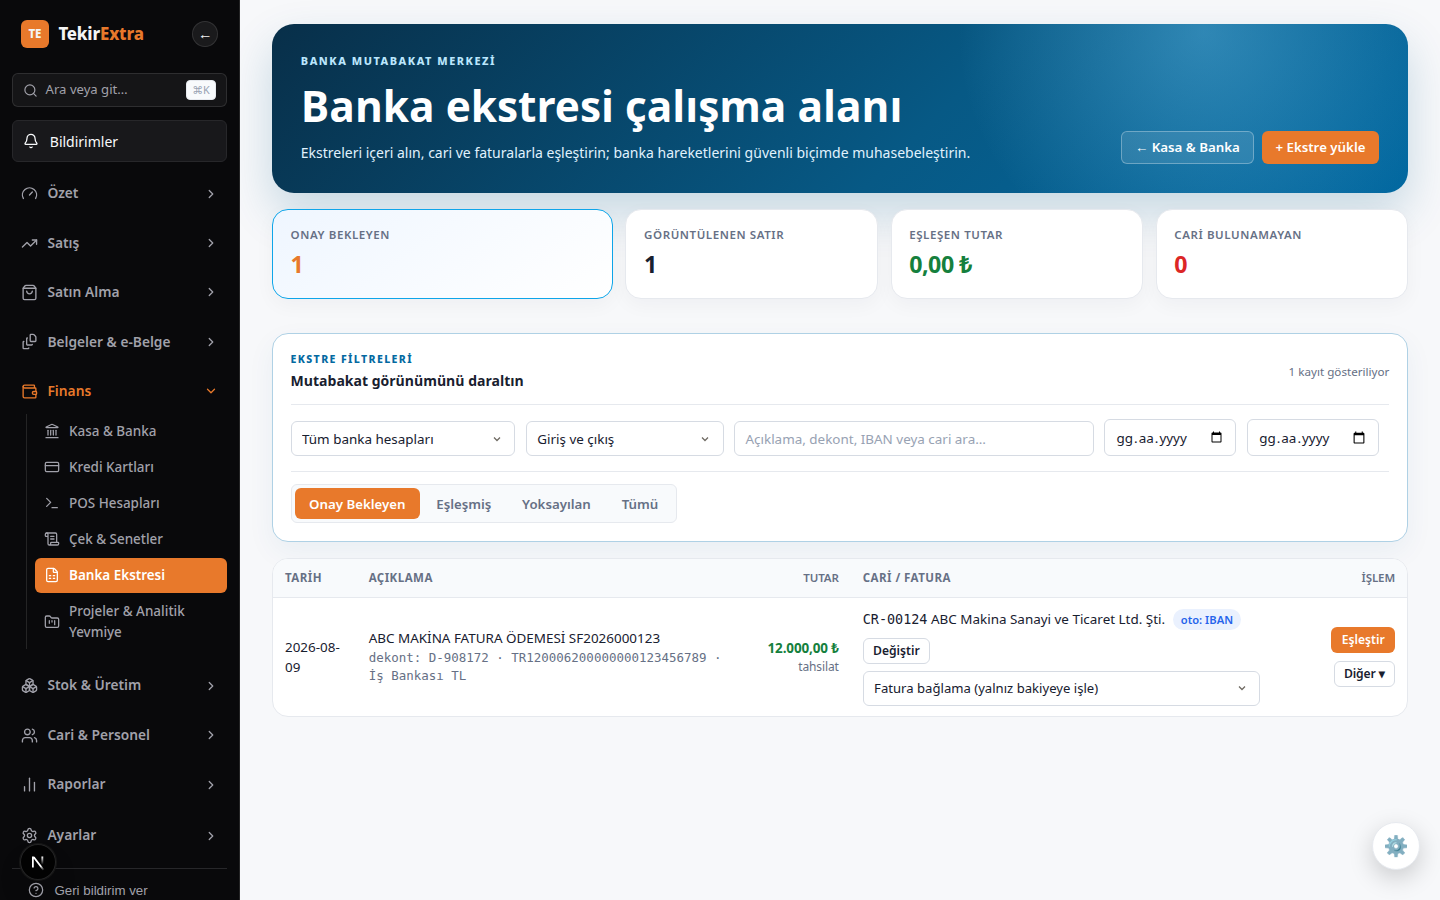 TE TekirExtra ←
Ara veya git... ⌘K
Bildirimler
Özet
Satış
Satın Alma
Belgeler & e-Belge
Finans
Kasa & Banka
Kredi Kartları
POS Hesapları
Çek & Senetler
Banka Ekstresi
Projeler & Analitik
Yevmiye
Stok & Üretim
Cari & Personel
Raporlar
Ayarlar
N
Geri bildirim ver
BANKA MUTABAKAT MERKEZİ
Banka ekstresi çalışma alanı
Ekstreleri içeri alın, cari ve faturalarla eşleştirin; banka hareketlerini güvenli biçimde muhasebeleştirin.
← Kasa & Banka
+ Ekstre yükle
ONAY BEKLEYEN
1
GÖRÜNTÜLENEN SATIR
1
EŞLEŞEN TUTAR
0,00 ₺
CARİ BULUNAMAYAN
0
EKSTRE FİLTRELERİ
Mutabakat görünümünü daraltın
1 kayıt gösteriliyor
Tüm banka hesapları
Giriş ve çıkış
Açıklama, dekont, IBAN veya cari ara...
gg.aa.yyyy
gg.aa.yyyy
Onay Bekleyen Eşleşmiş Yoksayılan Tümü
TARİH AÇIKLAMA TUTAR CARİ / FATURA İŞLEM
2026-08-
09
ABC MAKİNA FATURA ÖDEMESİ SF2026000123
dekont: D-908172 · TR120006200000000123456789 ·
İş Bankası TL
12.000,00 ₺
tahsilat
CR-00124 ABC Makina Sanayi ve Ticaret Ltd. Şti. oto: IBAN
Değiştir
Fatura bağlama (yalnız bakiyeye işle)
Eşleştir
Diğer ▾